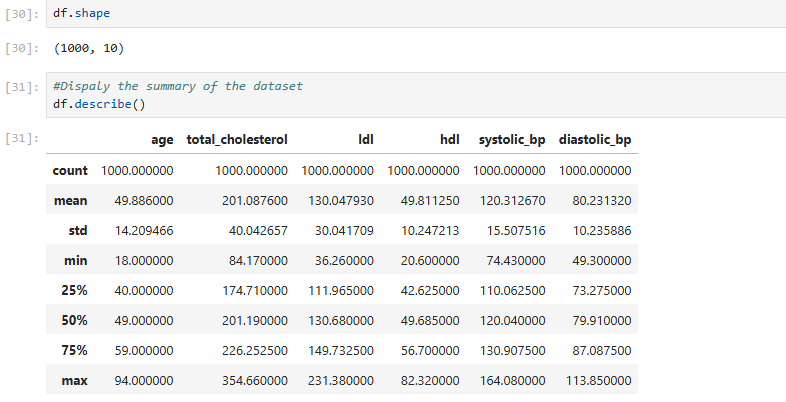 [30]: df.shape
[30]: (1000, 10)
[31]: #Dispaly the summary of the dataset
df.describe()
[31]:
age total_cholesterol ldl hdl systolic_bp diastolic_bp
count 1000.000000 1000.000000 1000.000000 1000.000000 1000.000000 1000.000000
mean 49.886000 201.087600 130.047930 49.811250 120.312670 80.231320
std 14.209466 40.042657 30.041709 10.247213 15.507516 10.235886
min 18.000000 84.170000 36.260000 20.600000 74.430000 49.300000
25% 40.000000 174.710000 111.965000 42.625000 110.062500 73.275000
50% 49.000000 201.190000 130.680000 49.685000 120.040000 79.910000
75% 59.000000 226.252500 149.732500 56.700000 130.907500 87.087500
max 94.000000 354.660000 231.380000 82.320000 164.080000 113.850000